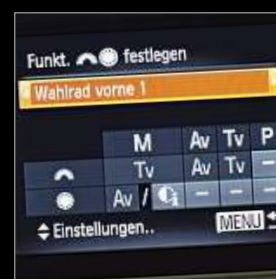 Funkt. festlegen
Wahlrad vorne 1
M Av Tv P
Tv Av Tv –
Av / – – –
Einstellungen..
MENU